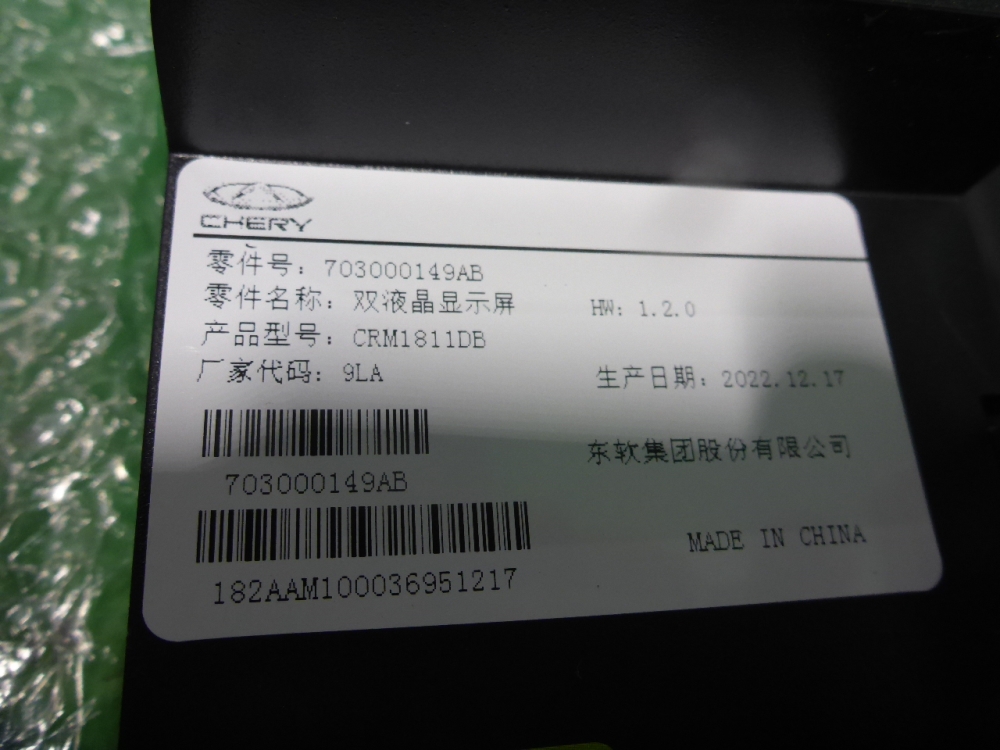 CHERY
零件号: 703000149AB
零件名称: 双液晶显示屏 HW: 1.2.0
产品型号: CRM1811DB
厂家代码: 9LA 生产日期: 2022.12.17
703000149AB
东软集团股份有限公司
182AAM100036951217
MADE IN CHINA